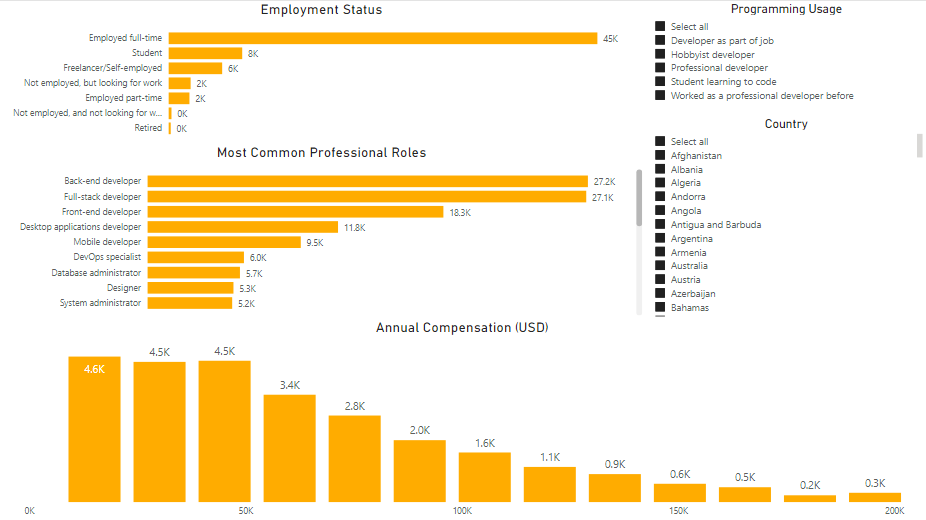 Employment Status
Employed full-time 45K
Student 8K
Freelancer/Self-employed 6K
Not employed, but looking for work 2K
Employed part-time 2K
Not employed, and not looking for w... 0K
Retired 0K
Most Common Professional Roles
Back-end developer 27.2K
Full-stack developer 27.1K
Front-end developer 18.3K
Desktop applications developer 11.8K
Mobile developer 9.5K
DevOps specialist 6.0K
Database administrator 5.7K
Designer 5.3K
System administrator 5.2K
Programming Usage
Select all
Developer as part of job
Hobbyist developer
Professional developer
Student learning to code
Worked as a professional developer before
Country
Select all
Afghanistan
Albania
Algeria
Andorra
Angola
Antigua and Barbuda
Argentina
Armenia
Australia
Austria
Azerbaijan
Bahamas
Annual Compensation (USD)
4.6K 4.5K 4.5K 3.4K 2.8K 2.0K 1.6K 1.1K 0.9K 0.6K 0.5K 0.2K 0.3K
0K 50K 100K 150K 200K